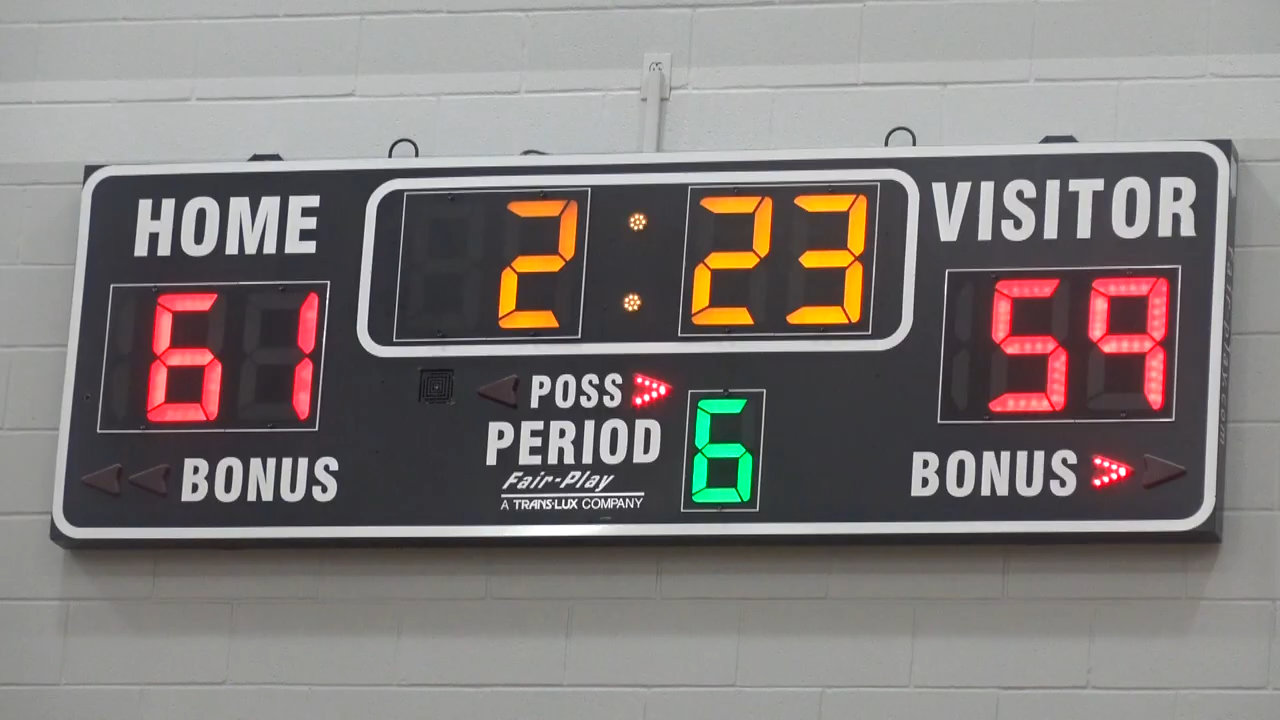 HOME
2:23
VISITOR
61
59
POSS
PERIOD
6
BONUS
Fair-Play
A TRANS-LUX COMPANY
BONUS